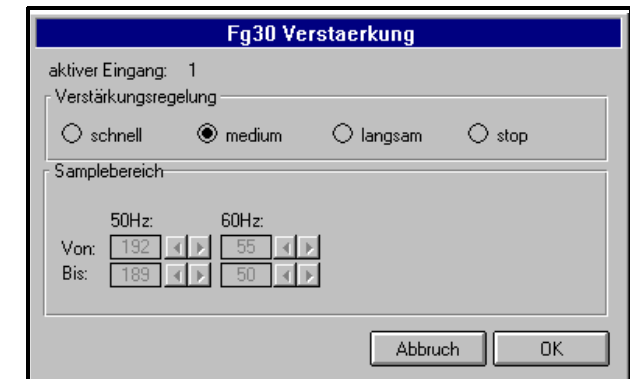 Fg30 Verstaerkung
aktiver Eingang: 1
Verstärkungsregelung
schnell medium langsam stop
Samplebereich
50Hz: 60Hz:
Von: 192 55
Bis: 189 50
Abbruch OK